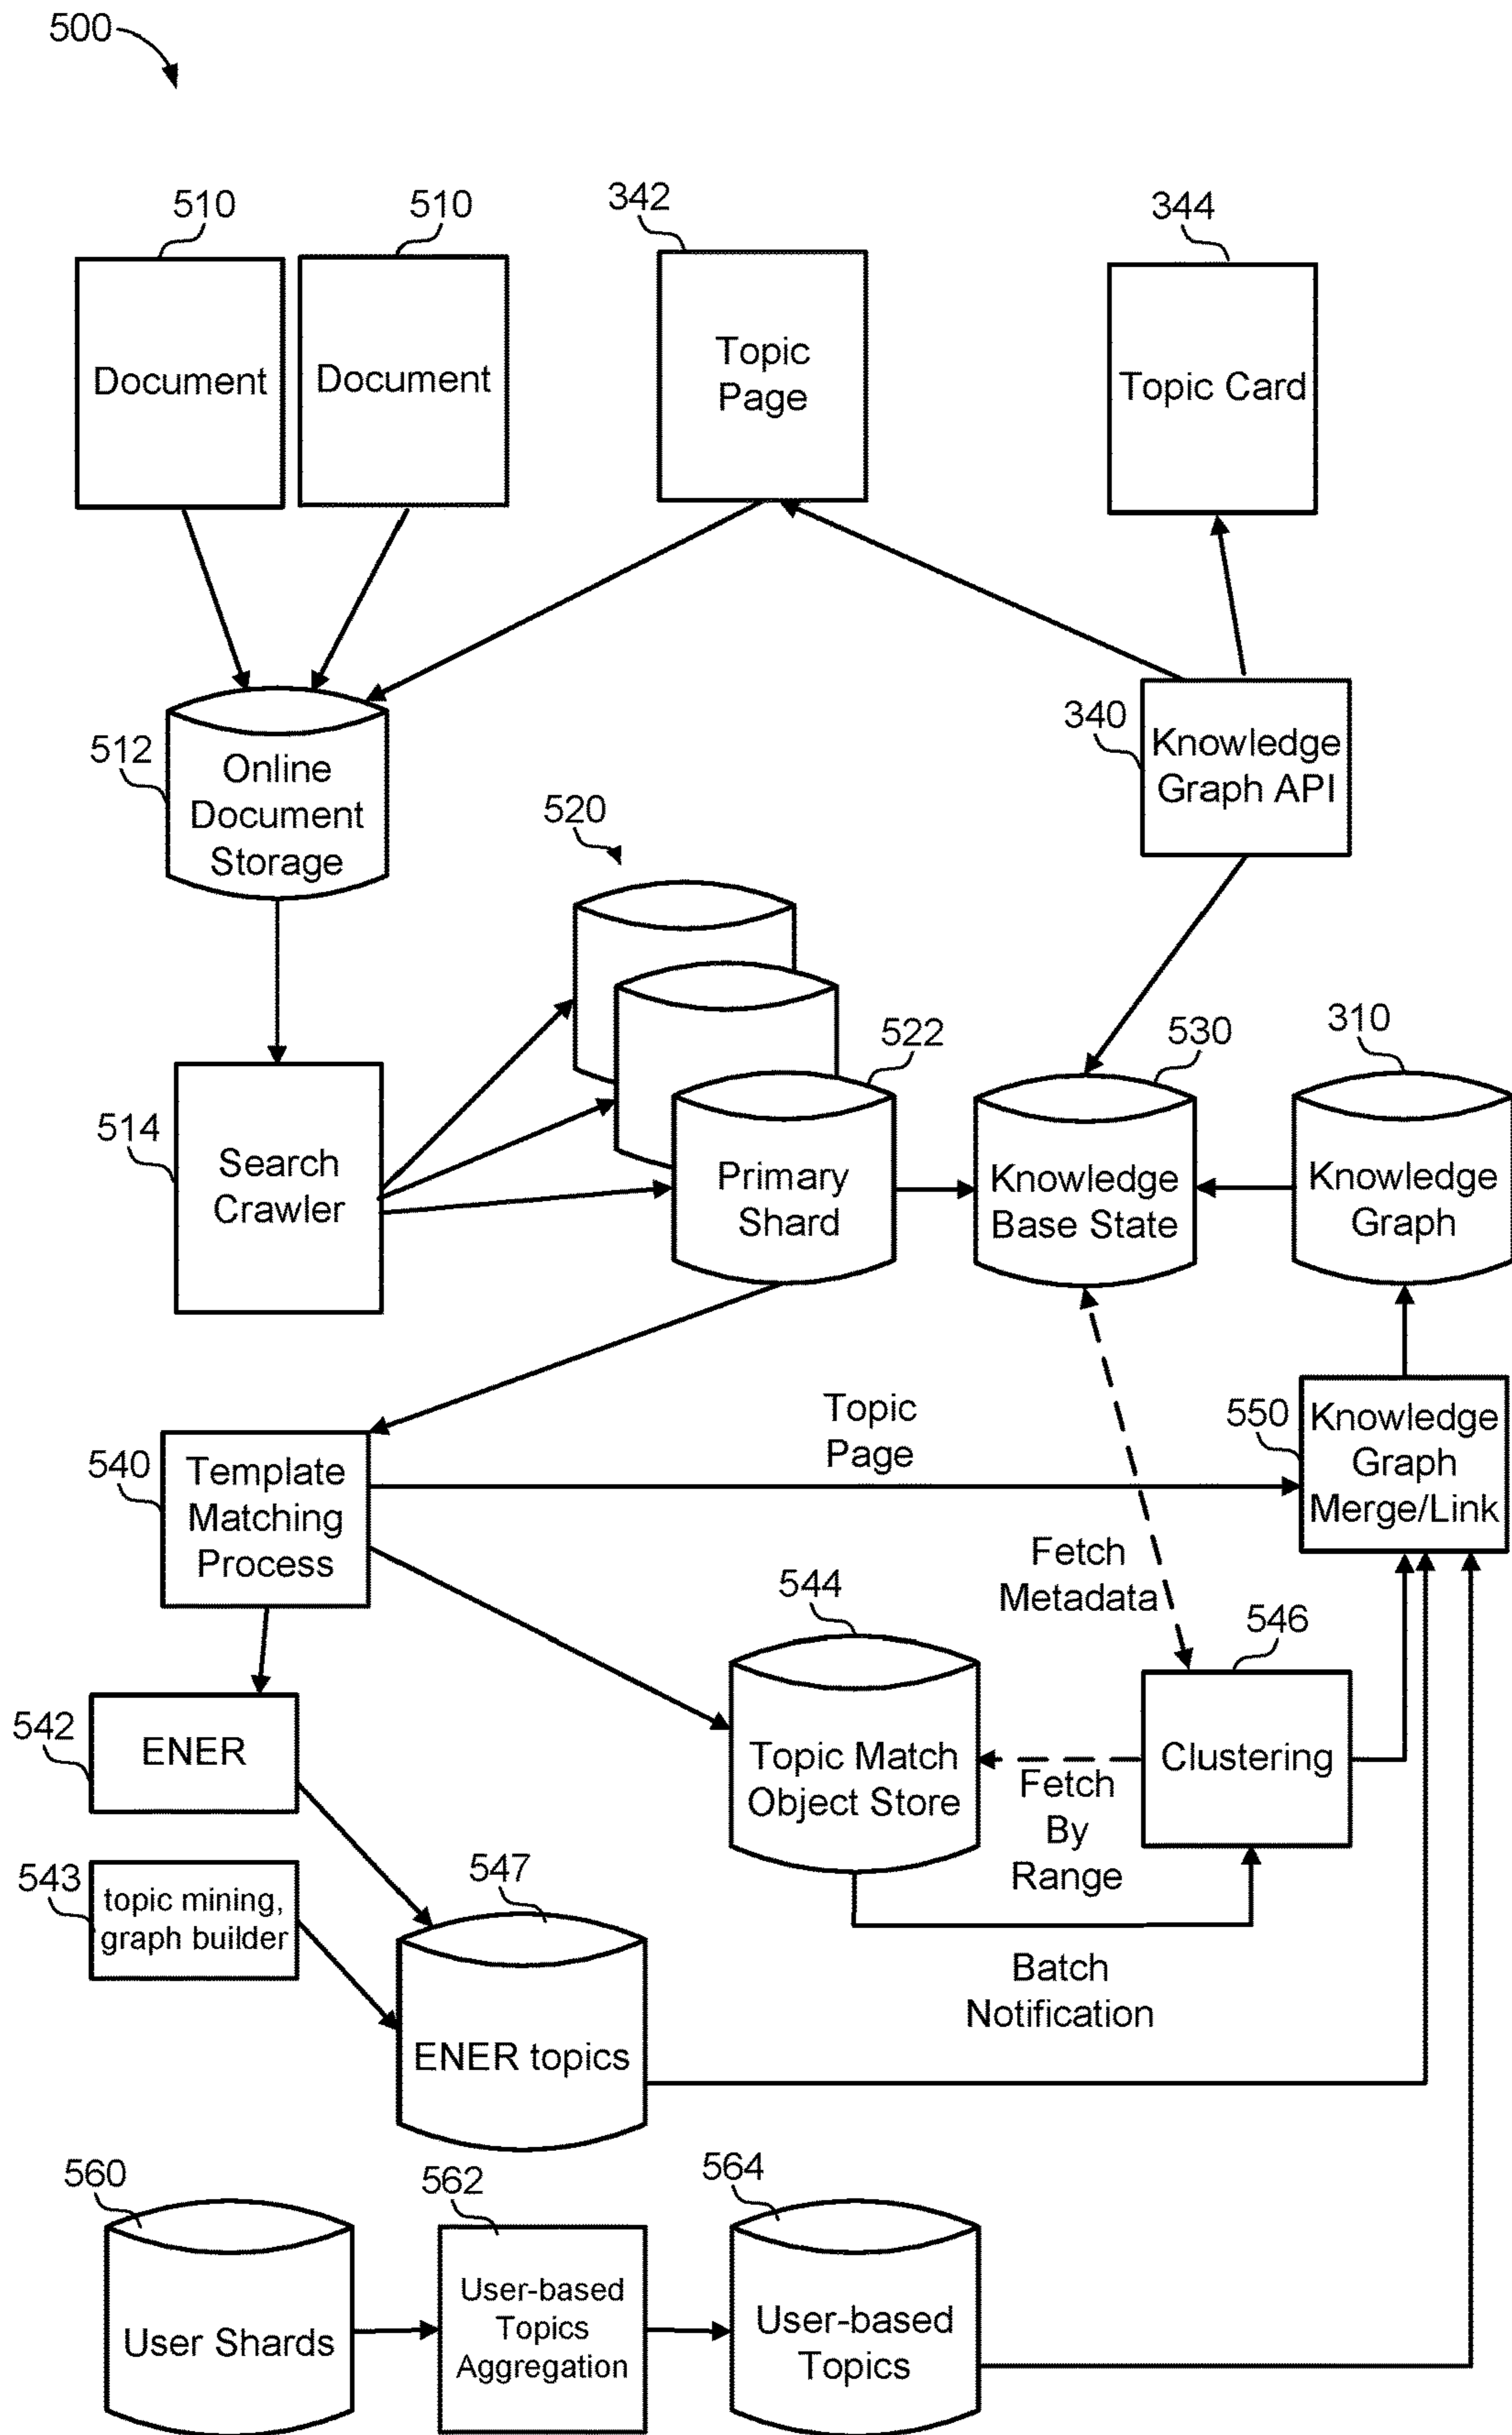 500
510
510
342
344
Document
Document
Topic
Page
Topic Card
512
Online
Document
Storage
340
Knowledge
Graph API
520
522
530
310
514
Search
Crawler
Primary
Shard
Knowledge
Base State
Knowledge
Graph
540
Template
Matching
Process
Topic
Page
550
Knowledge
Graph
Merge/Link
Fetch
Metadata
544
546
542
ENER
Topic Match
Object Store
Fetch
By
Range
Clustering
543
topic mining,
graph builder
547
Batch
Notification
ENER topics
560
562
564
User Shards
User-based
Topics
Aggregation
User-based
Topics